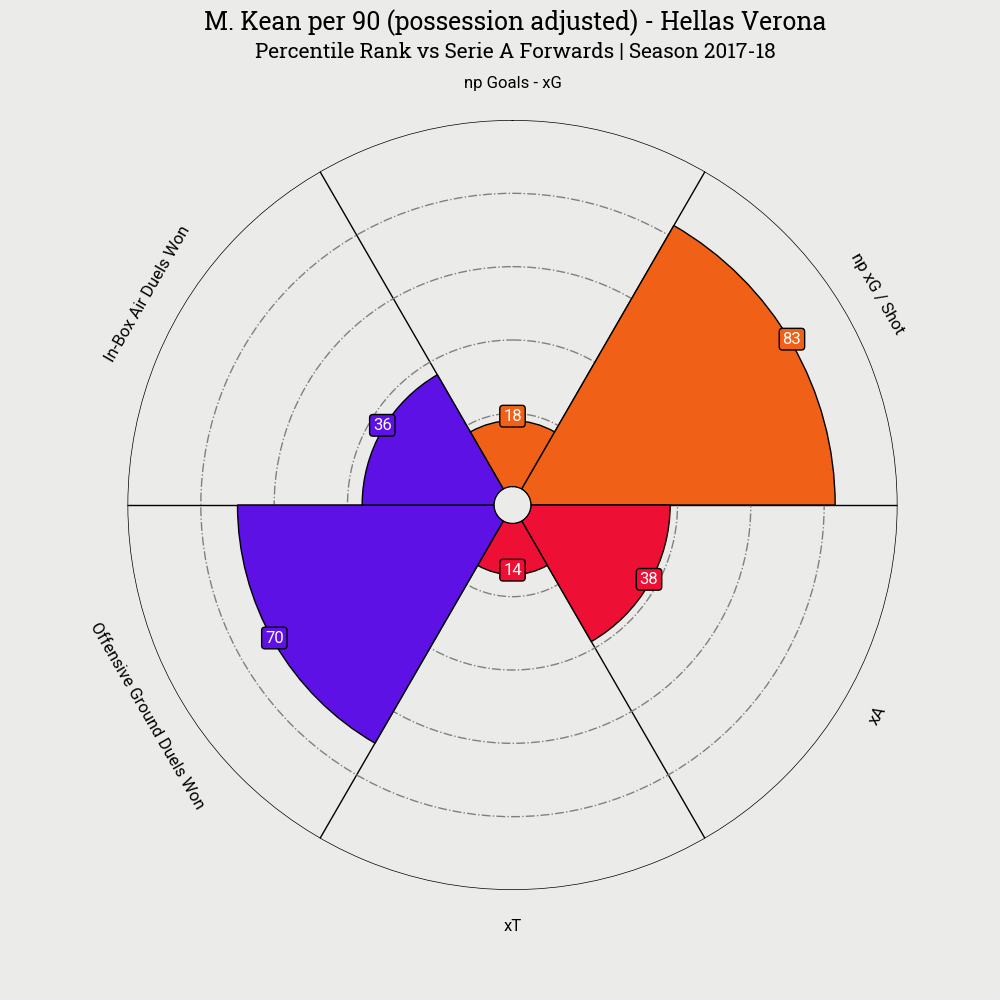 M. Kean per 90 (possession adjusted) - Hellas Verona
Percentile Rank vs Serie A Forwards | Season 2017-18
np Goals - xG
In-Box Air Duels Won
np xG / Shot
83
18
36
14
38
70
Offensive Ground Duels Won
xA
xT